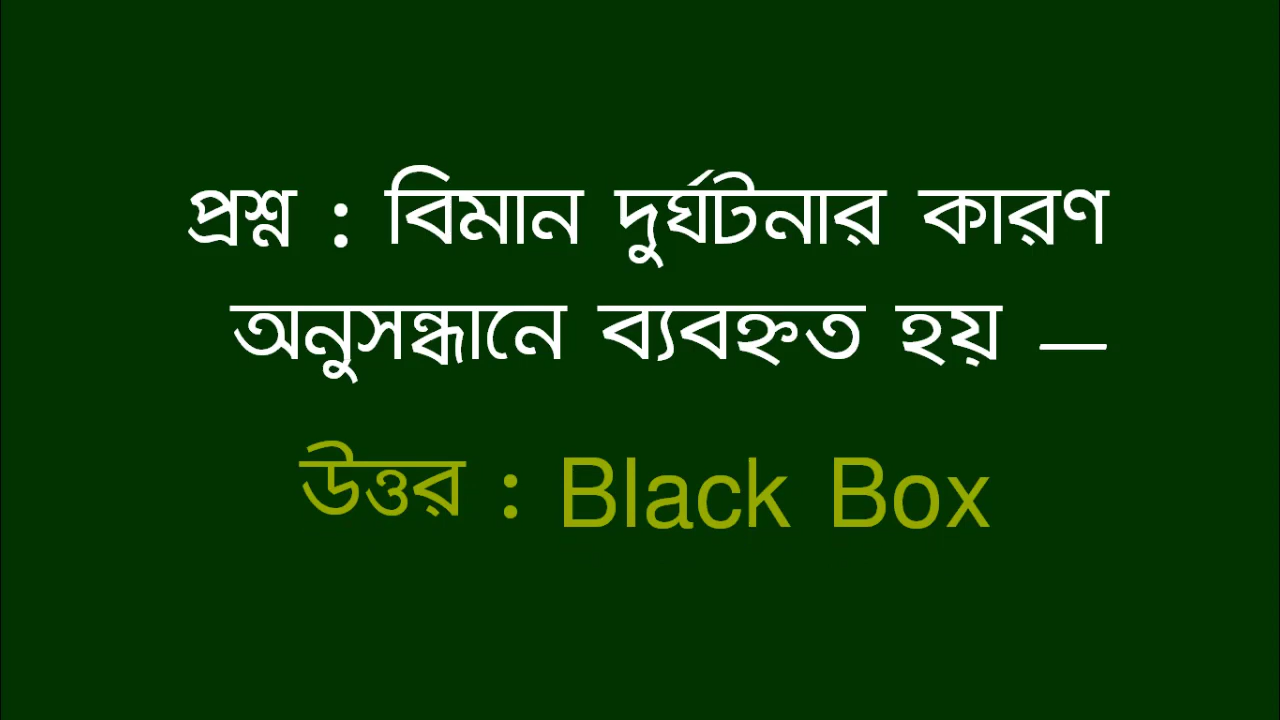 প্রশ্ন : বিমান দুর্ঘটনার কারণ
অনুসন্ধানে ব্যবহৃত হয় —
উত্তর : Black Box